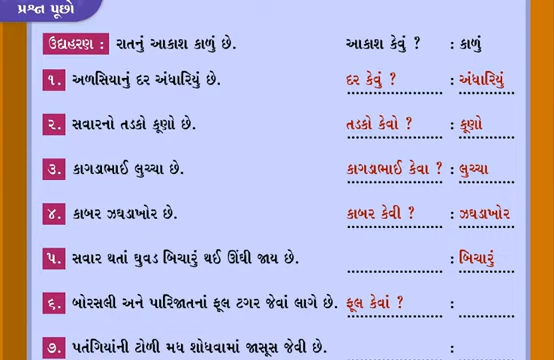 પ્રશ્ન પૂછો
ઉદાહરણ : રાતનું આકાશ કાળું છે. આકાશ કેવું ? : કાળું
૧. અળસિયાનું દર અંધારિયું છે. દર કેવું ? : અંધારિયું
૨. સવારનો તડકો કૂણો છે. તડકો કેવો ? : કૂણો
૩. કાગડાભાઈ લુચ્ચા છે. કાગડાભાઈ કેવા ? : લુચ્ચા
૪. કાબર ઝઘડાખોર છે. કાબર કેવી ? : ઝઘડાખોર
૫. સવાર થતાં ઘુવડ બિચારું થઈ ઊંઘી જાય છે. : બિચારું
૬. બોરસલી અને પારિજાતનાં ફૂલ ટગર જેવાં લાગે છે. ફૂલ કેવાં ? :
૭. પતંગિયાંની ટોળી મધ શોધવામાં જાસૂસ જેવી છે. :